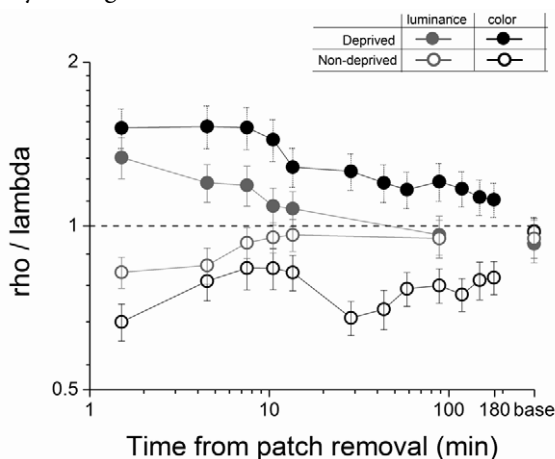 luminance color
Deprived
Non-deprived
2
1
0.5
rho / lambda
1 10 100 180 base
Time from patch removal (min)